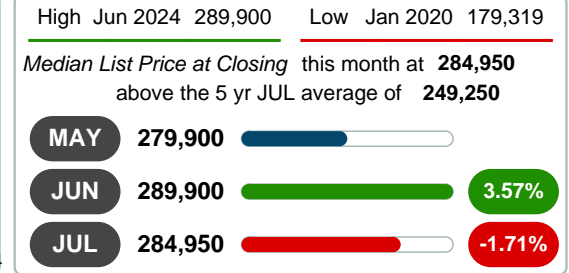 High Jun 2024 289,900 Low Jan 2020 179,319
Median List Price at Closing this month at 284,950
above the 5 yr JUL average of 249,250
MAY 279,900
JUN 289,900 3.57%
JUL 284,950 -1.71%